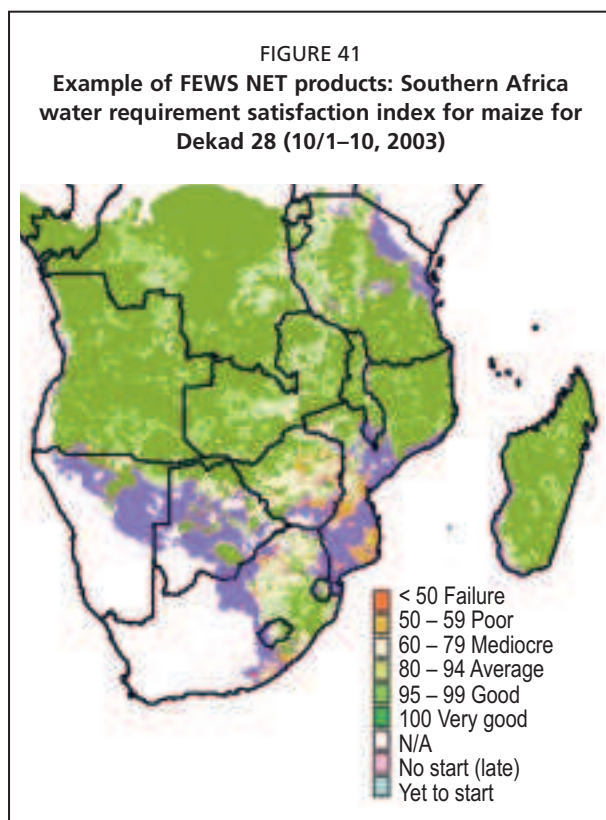 FIGURE 41
Example of FEWS NET products: Southern Africa
water requirement satisfaction index for maize for
Dekad 28 (10/1–10, 2003)
< 50 Failure
50 – 59 Poor
60 – 79 Mediocre
80 – 94 Average
95 – 99 Good
100 Very good
N/A
No start (late)
Yet to start